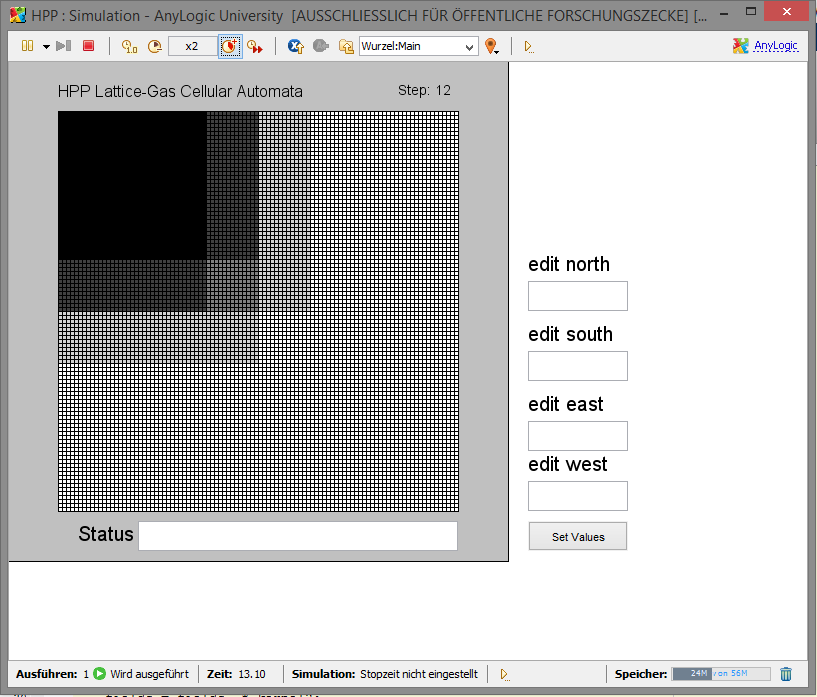 HPP : Simulation - AnyLogic University [AUSSCHLIESSLICH FÜR ÖFFENTLICHE FORSCHUNGSZECKE] [...
1.0 x2 Wurzel:Main AnyLogic
HPP Lattice-Gas Cellular Automata Step: 12
edit north
edit south
edit east
edit west
Status Set Values
Ausführen: 1 Wird ausgeführt Zeit: 13.10 Simulation: Stopzeit nicht eingestellt Speicher: 24M von 56M